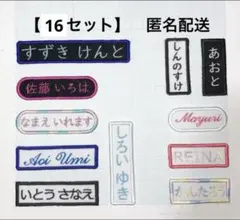 【16セット】 匿名配送
すずき けんと
佐藤 いろは
なまえ いれます
Aoi Umi
いとう さなえ
しろい ゆき
しんのすけ
あおと
Mayuri
REINA